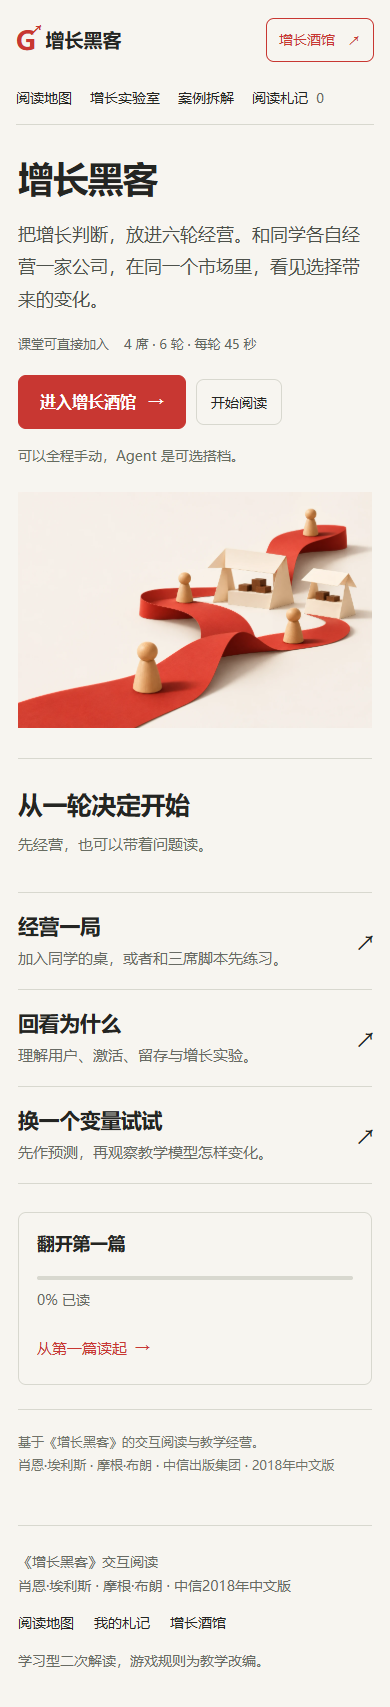 G 增长黑客
增长酒馆 ↗
阅读地图 增长实验室 案例拆解 阅读札记 0
增长黑客
把增长判断，放进六轮经营。和同学各自经
营一家公司，在同一个市场里，看见选择带
来的变化。
课堂可直接加入 4 席 · 6 轮 · 每轮 45 秒
进入增长酒馆 →
开始阅读
可以全程手动，Agent 是可选搭档。
从一轮决定开始
先经营，也可以带着问题读。
经营一局
加入同学的桌，或者和三席脚本先练习。
↗
回看为什么
理解用户、激活、留存与增长实验。
↗
换一个变量试试
先作预测，再观察教学模型怎样变化。
↗
翻开第一篇
0% 已读
从第一篇读起 →
基于《增长黑客》的交互阅读与教学经营。
肖恩·埃利斯 · 摩根·布朗 · 中信出版集团 · 2018年中文版
《增长黑客》交互阅读
肖恩·埃利斯 · 摩根·布朗 · 中信2018年中文版
阅读地图 我的札记 增长酒馆
学习型二次解读，游戏规则为教学改编。